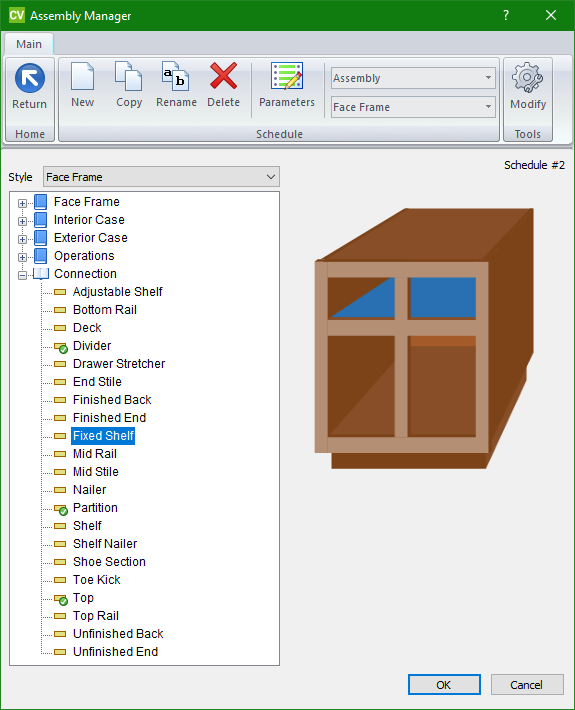 CV Assembly Manager ?
Main
Return
New
Copy
a
b
Rename
Delete
Parameters
Assembly
Face Frame
Modify
Home
Schedule
Tools
Style Face Frame
Schedule #2
Face Frame
Interior Case
Exterior Case
Operations
Connection
Adjustable Shelf
Bottom Rail
Deck
Divider
Drawer Stretcher
End Stile
Finished Back
Finished End
Fixed Shelf
Mid Rail
Mid Stile
Nailer
Partition
Shelf
Shelf Nailer
Shoe Section
Toe Kick
Top
Top Rail
Unfinished Back
Unfinished End
OK
Cancel